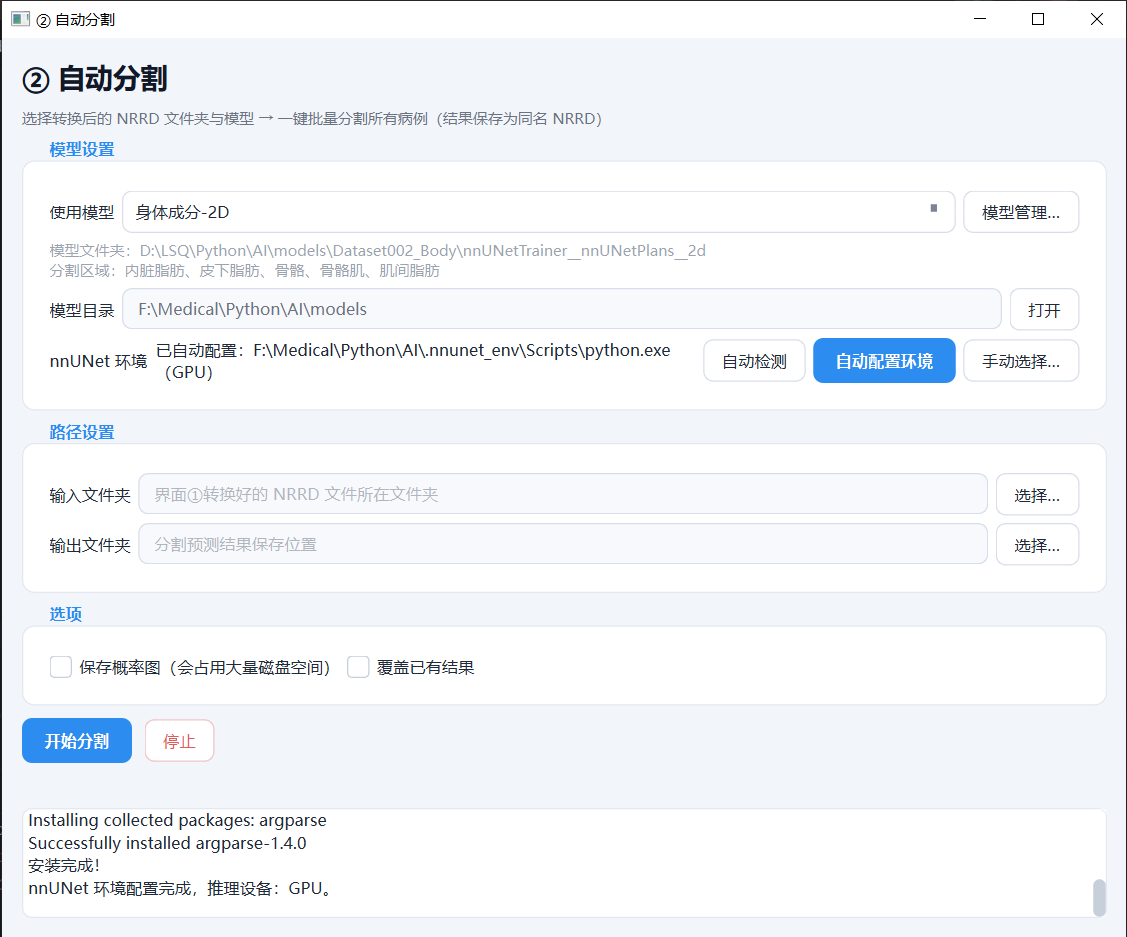 ② 自动分割
② 自动分割
选择转换后的 NRRD 文件夹与模型 → 一键批量分割所有病例（结果保存为同名 NRRD）
模型设置
使用模型 身体成分-2D 模型管理...
模型文件夹：D:\LSQ\Python\AI\models\Dataset002_Body\nnUNetTrainer__nnUNetPlans__2d
分割区域：内脏脂肪、皮下脂肪、骨骼、骨骼肌、肌间脂肪
模型目录 F:\Medical\Python\AI\models 打开
nnUNet 环境 已自动配置：F:\Medical\Python\AI\.nnunet_env\Scripts\python.exe
（GPU） 自动检测 自动配置环境 手动选择...
路径设置
输入文件夹 界面①转换好的 NRRD 文件所在文件夹 选择...
输出文件夹 分割预测结果保存位置 选择...
选项
保存概率图（会占用大量磁盘空间） 覆盖已有结果
开始分割 停止
Installing collected packages: argparse
Successfully installed argparse-1.4.0
安装完成！
nnUNet 环境配置完成，推理设备：GPU。